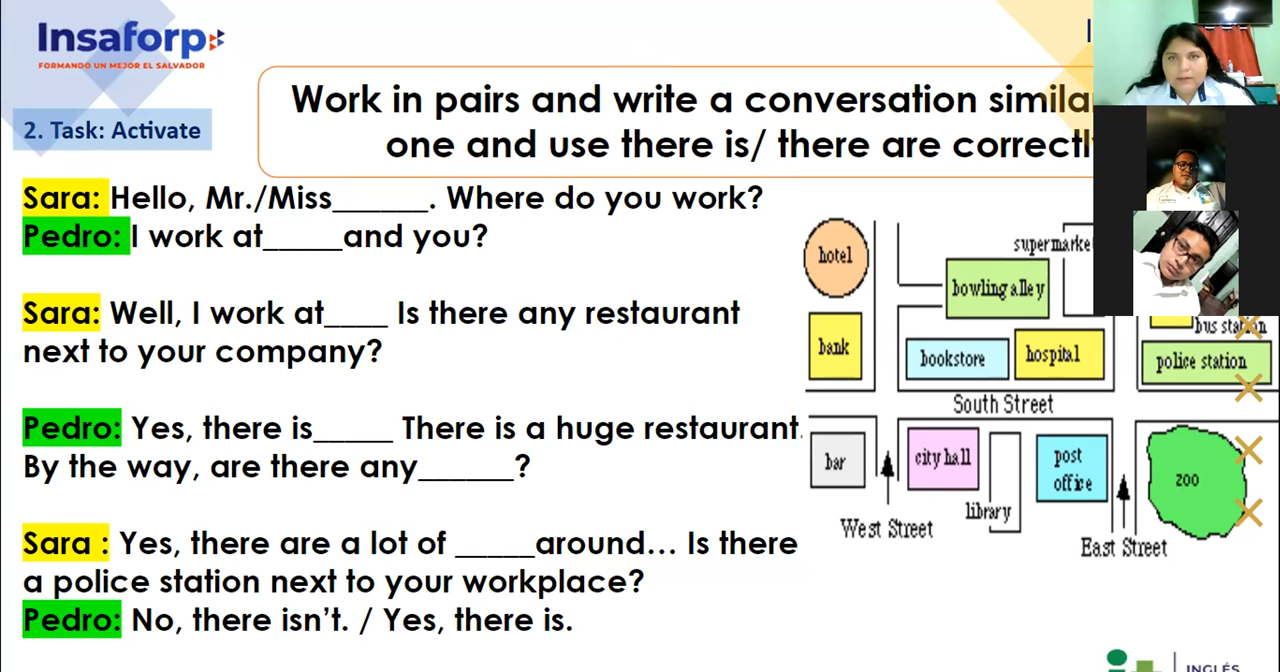 Insaforp
FORMANDO UN MEJOR EL SALVADOR
2. Task: Activate
Work in pairs and write a conversation
one and use there is/ there are
Sara: Hello, Mr./Miss______. Where do you work?
Pedro: I work at_____and you?
Sara: Well, I work at____ Is there any restaurant
next to your company?
Pedro: Yes, there is_____ There is a huge restaurant.
By the way, are there any______?
Sara : Yes, there are a lot of _____around... Is there
a police station next to your workplace?
Pedro: No, there isn't. / Yes, there is.
hotel
supermarke
bowling alley
bank
bookstore
hospital
bus station
police station
South Street
bar
city hall
post
office
zoo
library
West Street
East Street
INGLÉS